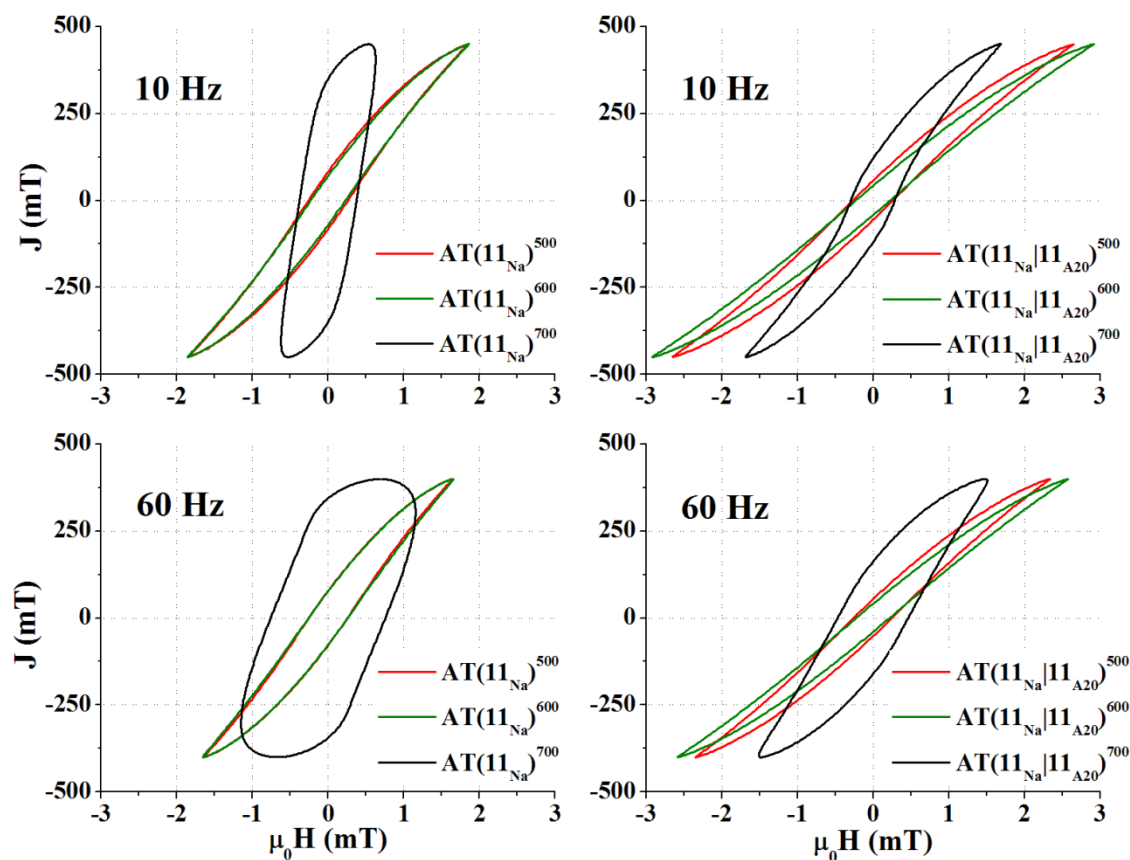 500
250
0
-250
-500
J (mT)
10 Hz
AT(11Na)500
AT(11Na)600
AT(11Na)700
-3 -2 -1 0 1 2 3
500
250
0
-250
-500
10 Hz
AT(11Na|11A20)500
AT(11Na|11A20)600
AT(11Na|11A20)700
-3 -2 -1 0 1 2 3
500
250
0
-250
-500
J (mT)
60 Hz
AT(11Na)500
AT(11Na)600
AT(11Na)700
-3 -2 -1 0 1 2 3
μ0H (mT)
500
250
0
-250
-500
60 Hz
AT(11Na|11A20)500
AT(11Na|11A20)600
AT(11Na|11A20)700
-3 -2 -1 0 1 2 3
μ0H (mT)